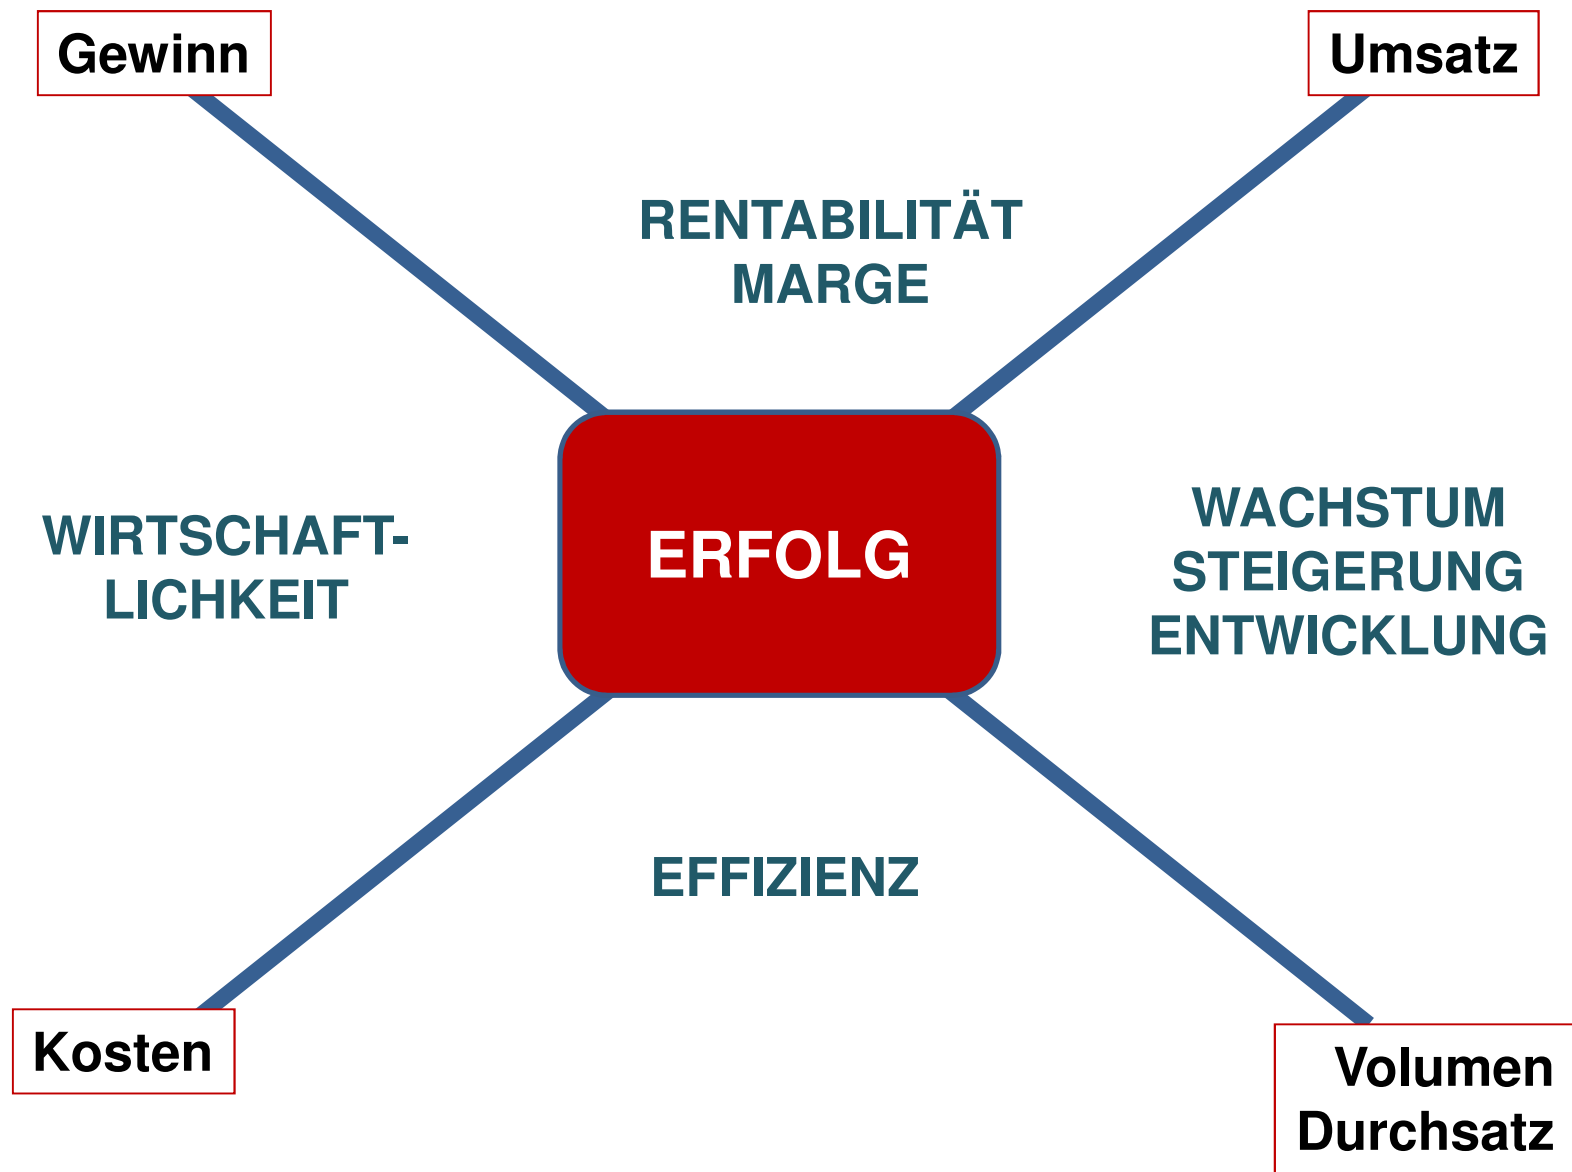 Gewinn
Umsatz
RENTABILITÄT
MARGE
WIRTSCHAFT-
LICHKEIT
ERFOLG
WACHSTUM
STEIGERUNG
ENTWICKLUNG
EFFIZIENZ
Kosten
Volumen
Durchsatz